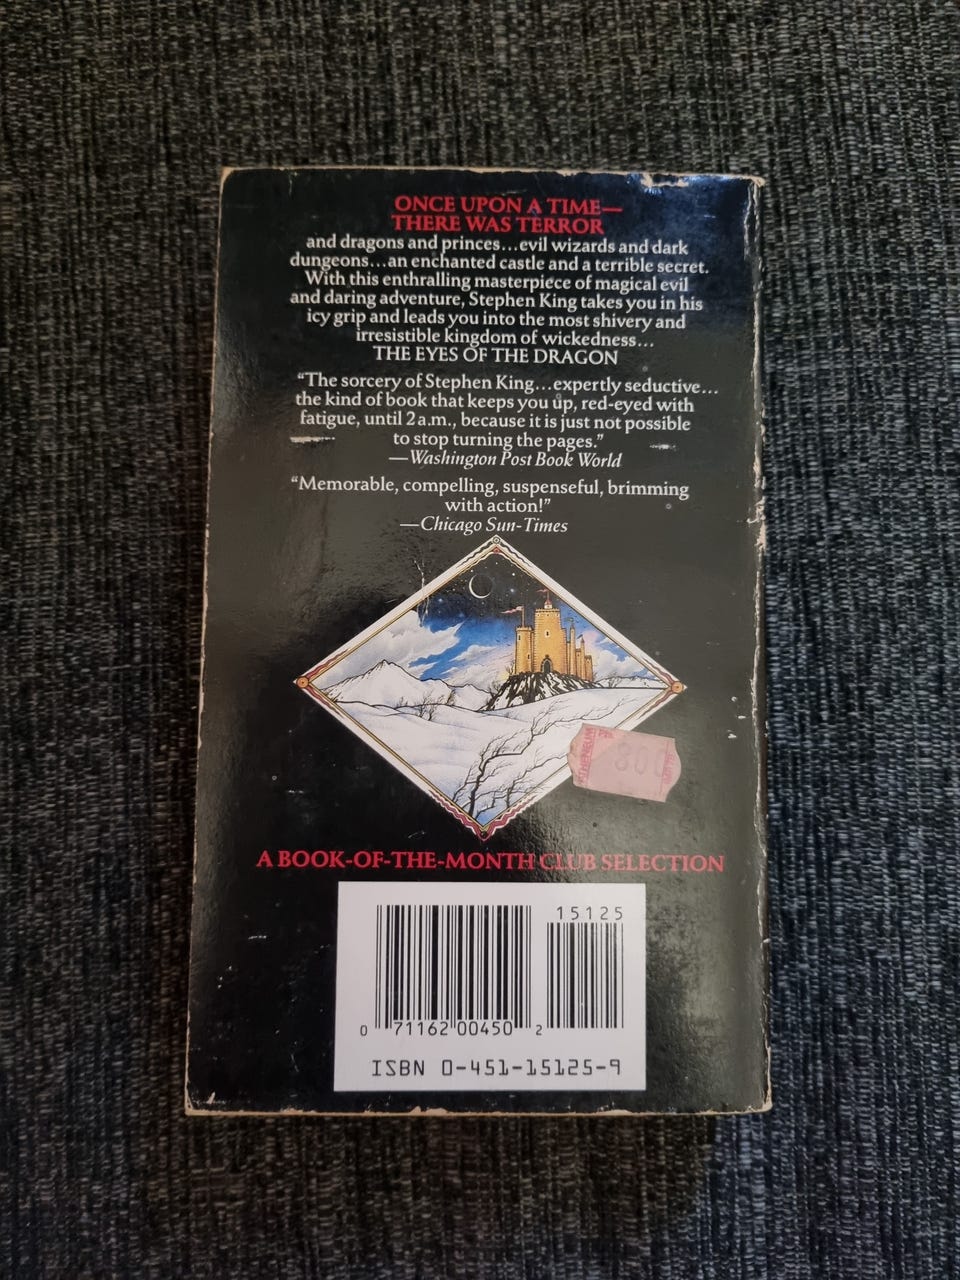 ONCE UPON A TIME—
THERE WAS TERROR
and dragons and princes...evil wizards and dark
dungeons...an enchanted castle and a terrible secret.
With this enthralling masterpiece of magical evil
and daring adventure, Stephen King takes you in his
icy grip and leads you into the most shivery and
irresistible kingdom of wickedness...
THE EYES OF THE DRAGON
“The sorcery of Stephen King...expertly seductive...
the kind of book that keeps you up, red-eyed with
fatigue, until 2 a.m., because it is just not possible
to stop turning the pages.”
—Washington Post Book World
“Memorable, compelling, suspenseful, brimming
with action!”
—Chicago Sun-Times
A BOOK-OF-THE-MONTH CLUB SELECTION
15125
0 71162 00450 2
ISBN 0-451-15125-9